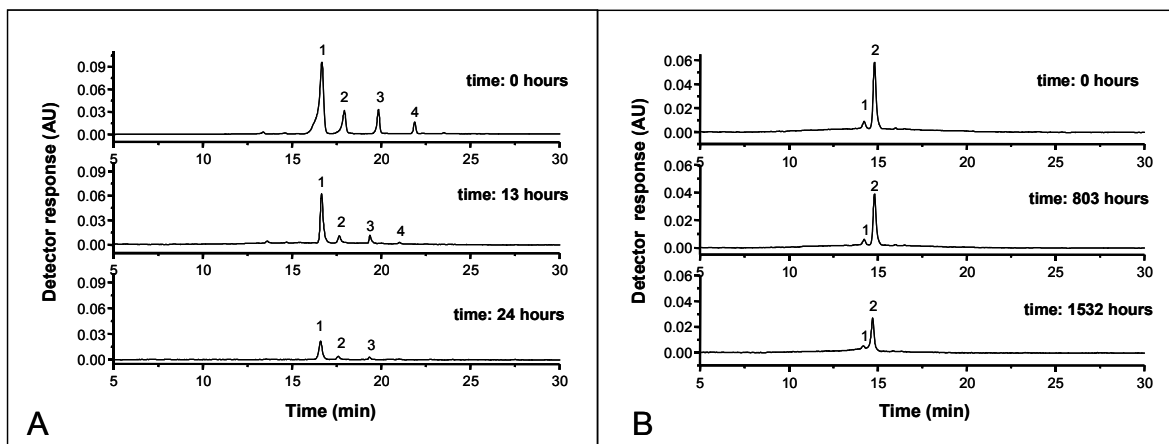 Detector response (AU)
0.09
0.06
0.03
0.00
1
2
3
4
time: 0 hours
5 10 15 20 25 30
0.09
0.06
0.03
0.00
1
2
3
4
time: 13 hours
5 10 15 20 25 30
0.09
0.06
0.03
0.00
1
2
3
time: 24 hours
5 10 15 20 25 30
Time (min)
A
Detector response (AU)
0.06
0.04
0.02
0.00
1
2
time: 0 hours
5 10 15 20 25 30
0.06
0.04
0.02
0.00
1
2
time: 803 hours
5 10 15 20 25 30
0.06
0.04
0.02
0.00
1
2
time: 1532 hours
5 10 15 20 25 30
Time (min)
B